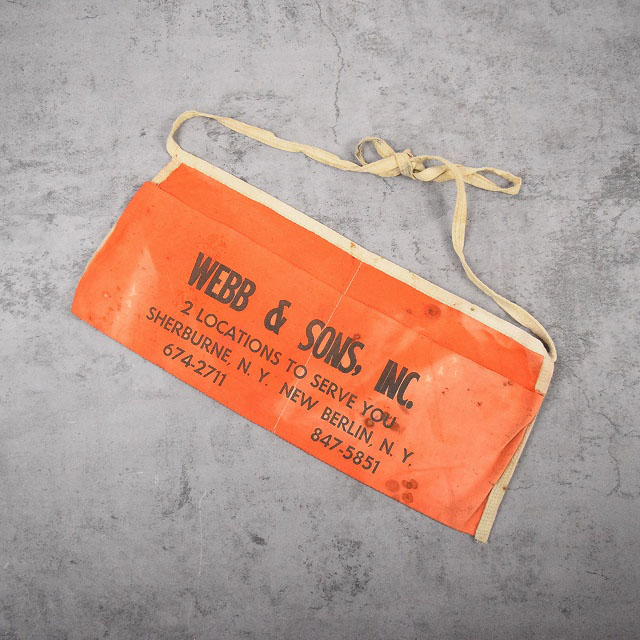 WEBB & SONS, INC.
2 LOCATIONS TO SERVE YOU
SHERBURNE, N. Y. NEW BERLIN, N. Y.
674-2711 847-5851